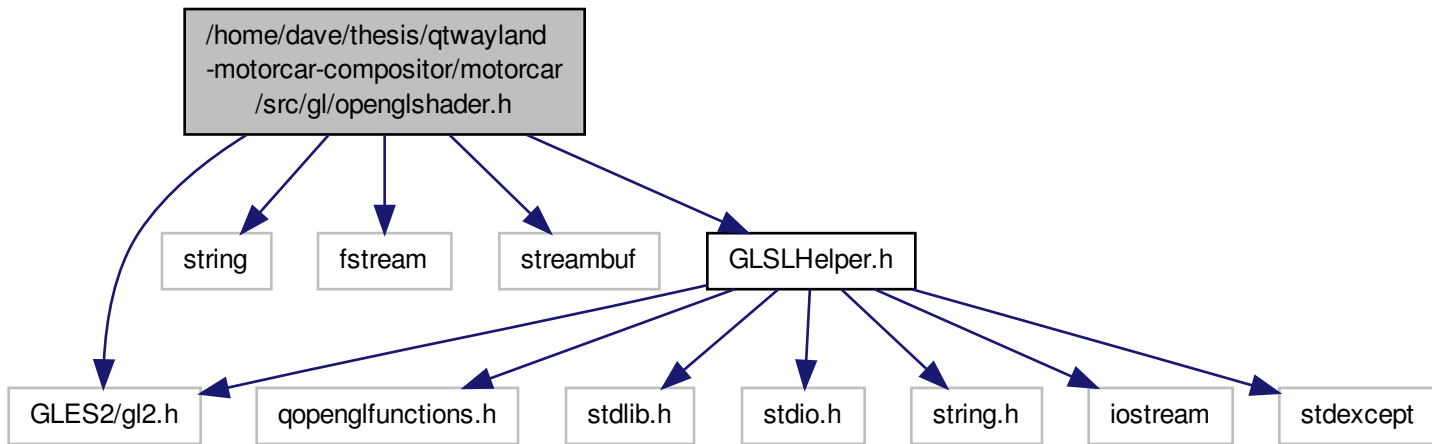 /home/dave/thesis/qtwayland
-motorcar-compositor/motorcar
/src/gl/openglshader.h
string
fstream
streambuf
GLSLHelper.h
GLES2/gl2.h
qopenglfunctions.h
stdlib.h
stdio.h
string.h
iostream
stdexcept